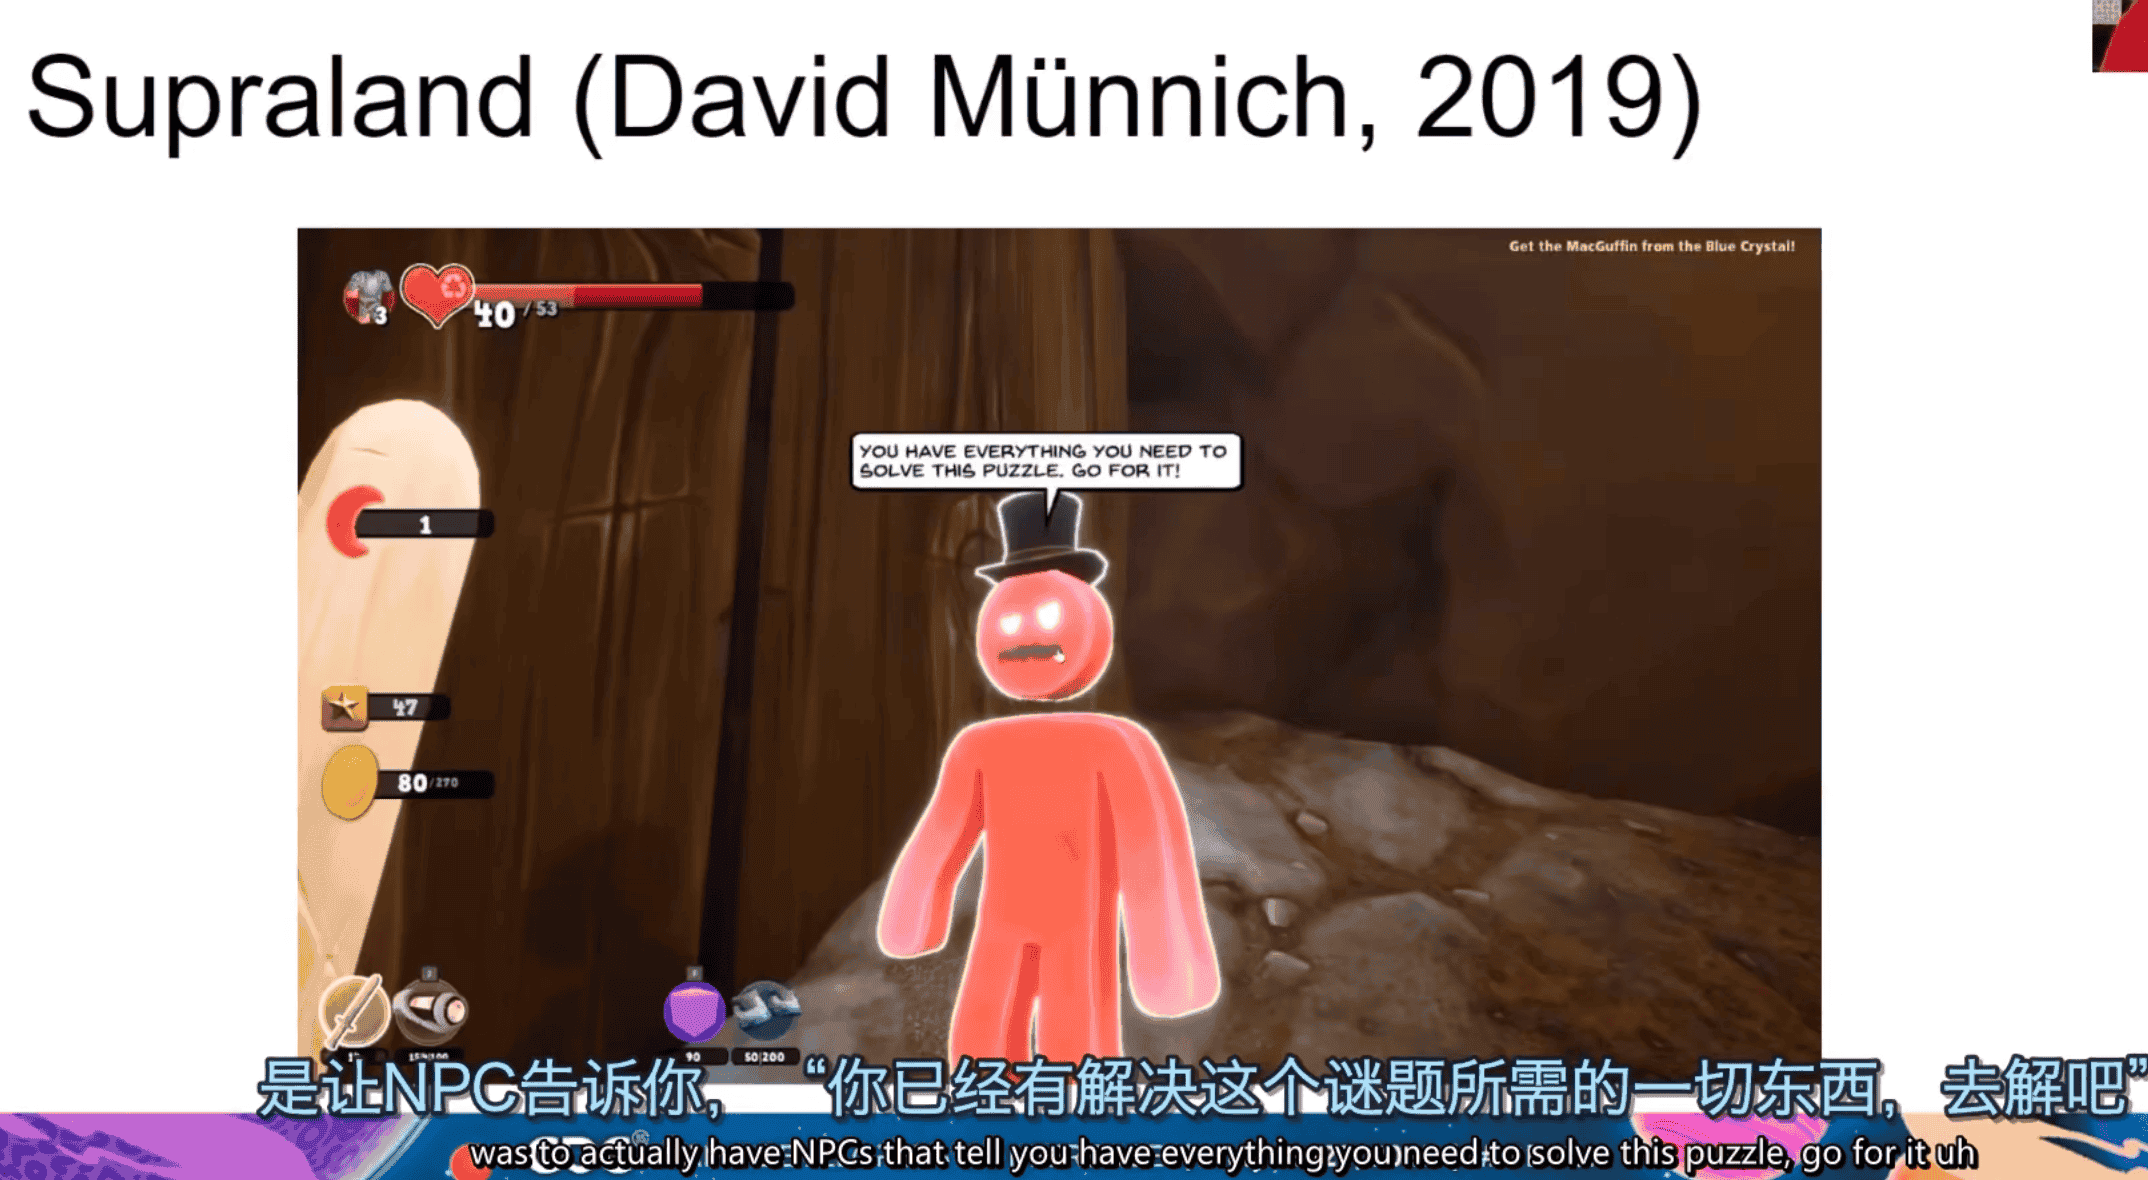 Supraland (David Münnich, 2019)
Get the MacGuffin from the Blue Crystal!
3
40 / 53
YOU HAVE EVERYTHING YOU NEED TO
SOLVE THIS PUZZLE. GO FOR IT!
1
47
80 / 270
90
50|200
是让NPC告诉你，“你已经有解决这个谜题所需的一切东西，去解吧”
was to actually have NPCs that tell you have everything you need to solve this puzzle, go for it uh